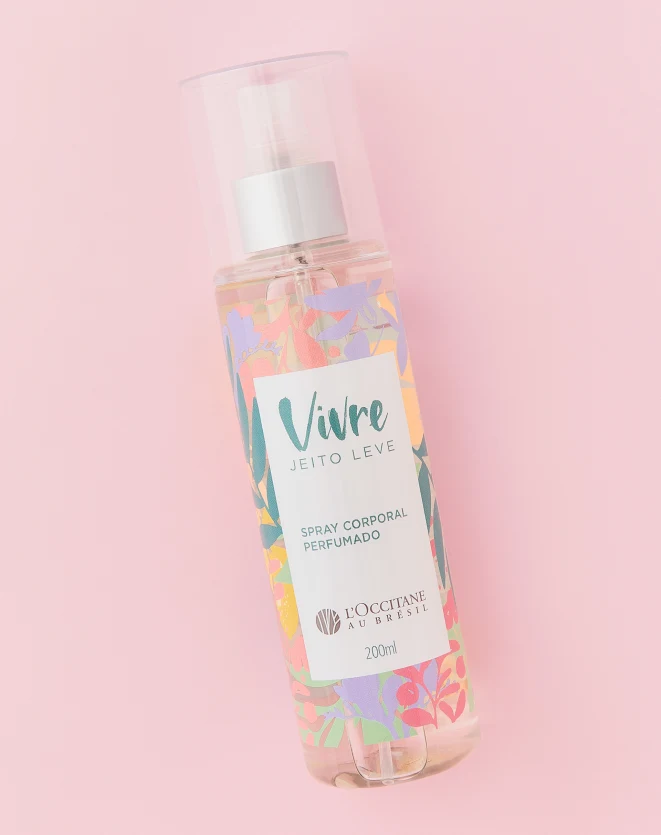 Vivre
JEITO LEVE
SPRAY CORPORAL
PERFUMADO
L'OCCITANE
AU BRÉSIL
200ml